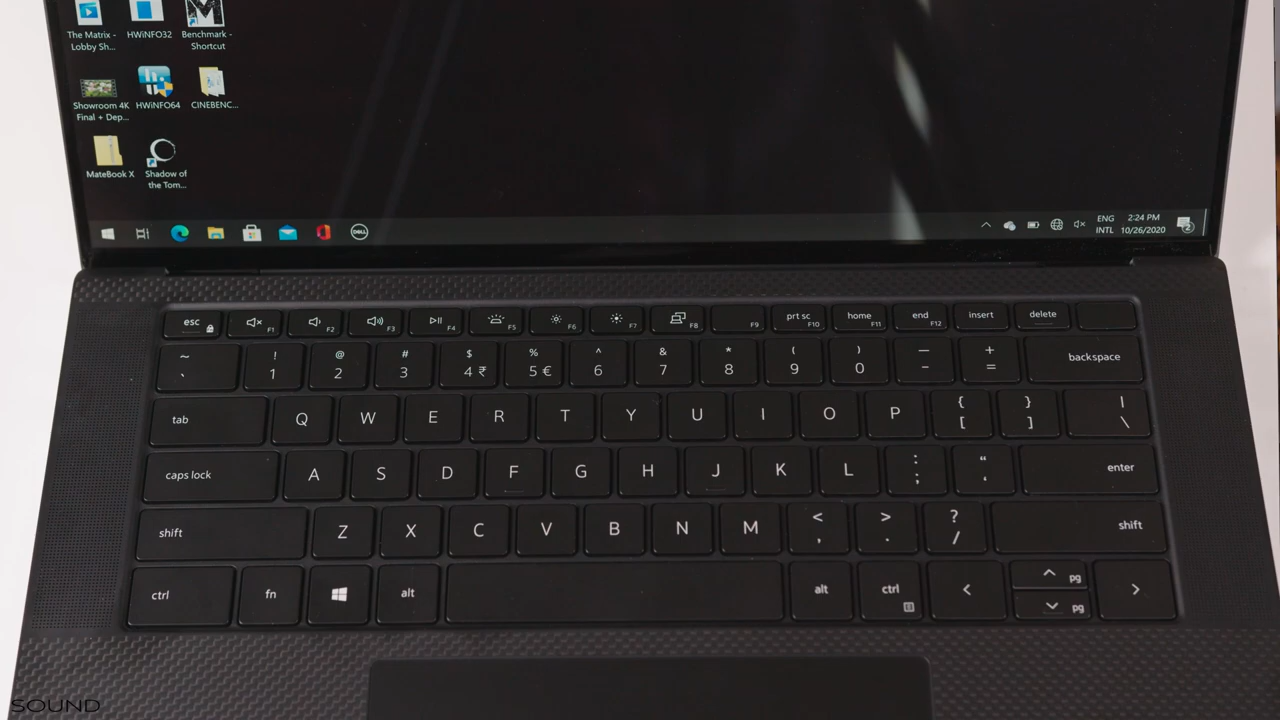 The Matrix -
Lobby Sh...
HWiNFO32
Benchmark -
Shortcut
Showroom 4K
Final + Dep...
HWiNFO64
CINEBENC...
MateBook X
Shadow of
the Tom...
DELL
ENG
INTL
2:24 PM
10/26/2020
2
esc F1 F2 F3 F4 F5 F6 F7 F8 F9 prt sc F10 home F11 end F12 insert delete
~ ` ! 1 @ 2 # 3 $ 4 ₹ % 5 € ^ 6 & 7 * 8 ( 9 ) 0 — - + = backspace
tab Q W E R T Y U I O P { [ } ] | \
caps lock A S D F G H J K L : ; “ ‘ enter
shift Z X C V B N M < , > . ? / shift
ctrl fn alt alt ctrl < ^ pg v pg >
SOUND